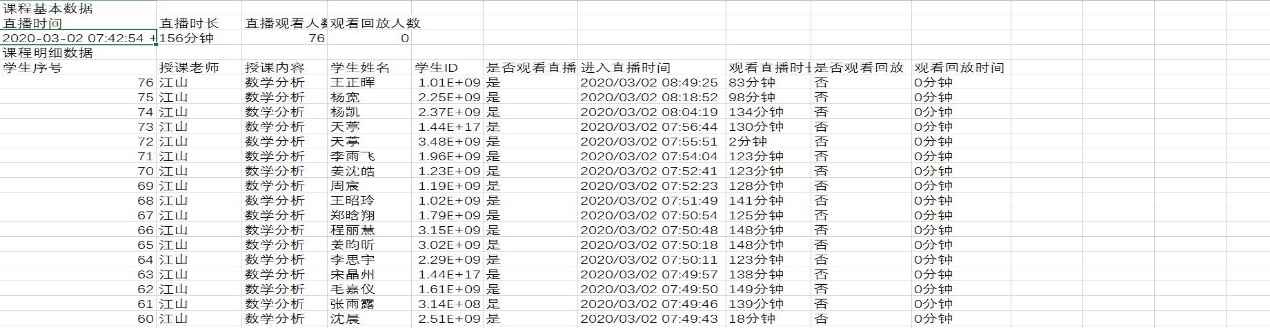 课程基本数据
直播时间 直播时长 直播观看人数 观看回放人数
2020-03-02 07:42:54 + 156分钟 76 0
课程明细数据
学生序号 授课老师 授课内容 学生姓名 学生ID 是否观看直播 进入直播时间 观看直播时长 是否观看回放 观看回放时间
76 江山 数学分析 王正晖 1.01E+09 是 2020/03/02 08:49:25 83分钟 否 0分钟
75 江山 数学分析 杨宽 2.25E+09 是 2020/03/02 08:18:52 98分钟 否 0分钟
74 江山 数学分析 杨凯 2.37E+09 是 2020/03/02 08:04:19 134分钟 否 0分钟
73 江山 数学分析 天葶 1.44E+17 是 2020/03/02 07:56:44 130分钟 否 0分钟
72 江山 数学分析 天葶 3.48E+09 是 2020/03/02 07:55:51 2分钟 否 0分钟
71 江山 数学分析 李雨飞 1.96E+09 是 2020/03/02 07:54:04 123分钟 否 0分钟
70 江山 数学分析 姜沈皓 1.23E+09 是 2020/03/02 07:52:41 123分钟 否 0分钟
69 江山 数学分析 周宸 1.19E+09 是 2020/03/02 07:52:23 128分钟 否 0分钟
68 江山 数学分析 王昭玲 1.02E+09 是 2020/03/02 07:51:49 141分钟 否 0分钟
67 江山 数学分析 郑晗翔 1.79E+09 是 2020/03/02 07:50:54 125分钟 否 0分钟
66 江山 数学分析 程丽慧 3.15E+09 是 2020/03/02 07:50:48 148分钟 否 0分钟
65 江山 数学分析 姜昀昕 3.02E+09 是 2020/03/02 07:50:18 148分钟 否 0分钟
64 江山 数学分析 李思宇 2.29E+09 是 2020/03/02 07:50:11 123分钟 否 0分钟
63 江山 数学分析 宋晶州 1.44E+17 是 2020/03/02 07:49:57 138分钟 否 0分钟
62 江山 数学分析 毛嘉仪 1.61E+09 是 2020/03/02 07:49:50 149分钟 否 0分钟
61 江山 数学分析 张雨露 3.14E+08 是 2020/03/02 07:49:46 139分钟 否 0分钟
60 江山 数学分析 沈晨 2.51E+09 是 2020/03/02 07:49:43 18分钟 否 0分钟